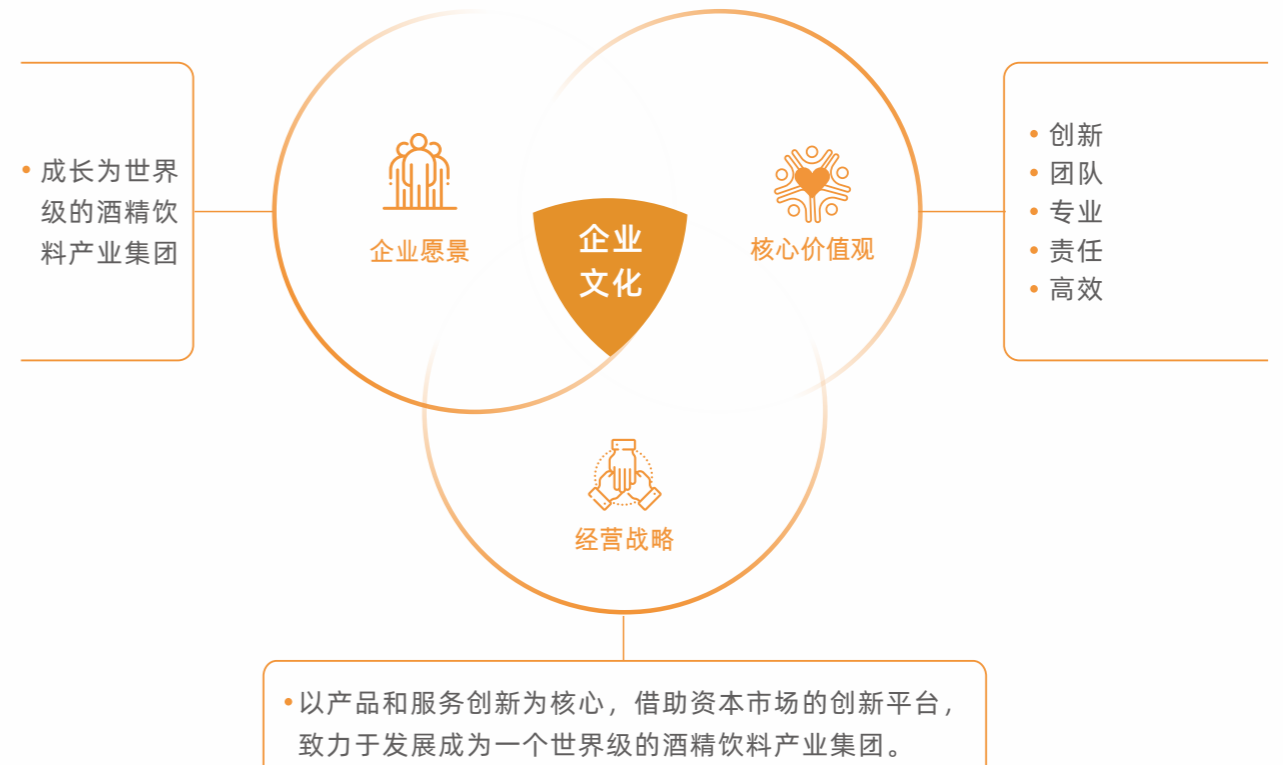 成长为世界
级的酒精饮
料产业集团
企业愿景
企业
文化
核心价值观
创新
团队
专业
责任
高效
经营战略
以产品和服务创新为核心，借助资本市场的创新平台，
致力于发展成为一个世界级的酒精饮料产业集团。